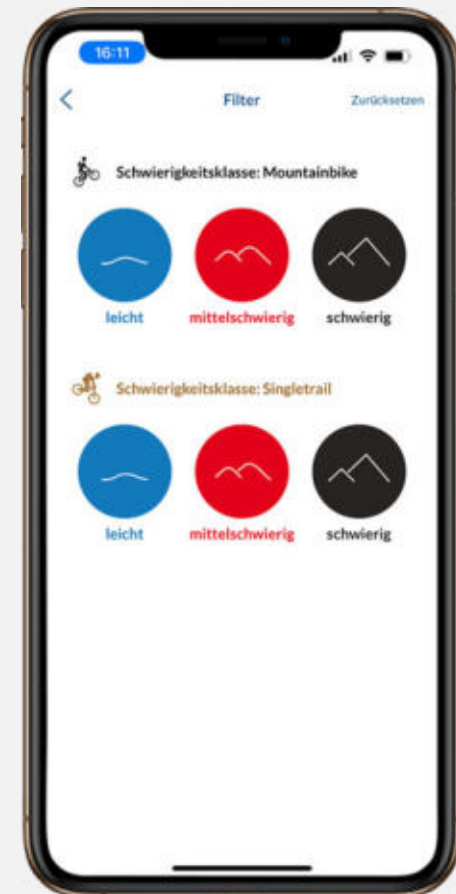 16:11
Filter
Zurücksetzen
Schwierigkeitsklasse: Mountainbike
leicht mittelschwierig schwierig
Schwierigkeitsklasse: Singletrail
leicht mittelschwierig schwierig